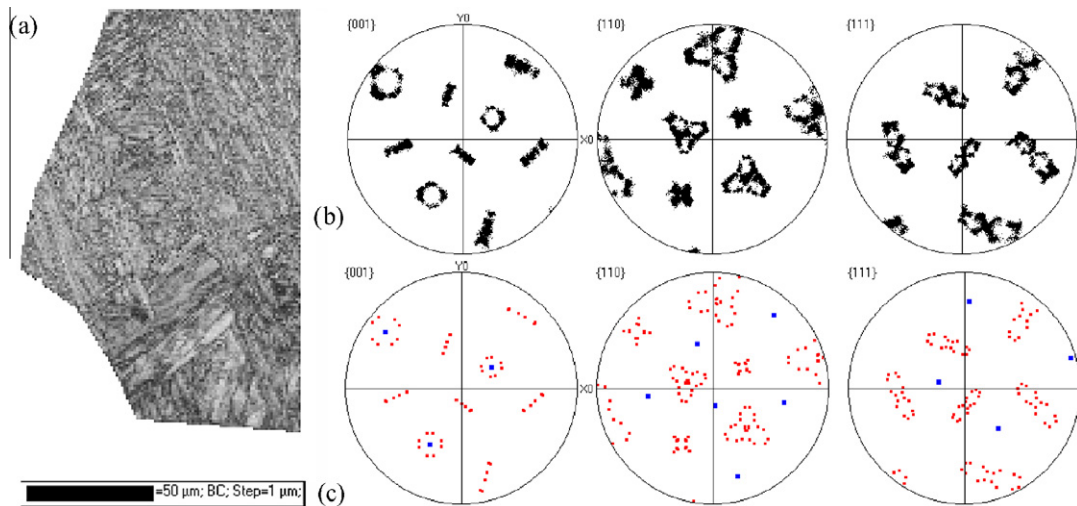 (a)
=50 µm; BC; Step=1 µm;
(b)
{001}
Y0
X0
{110}
{111}
(c)
{001}
Y0
X0
{110}
{111}